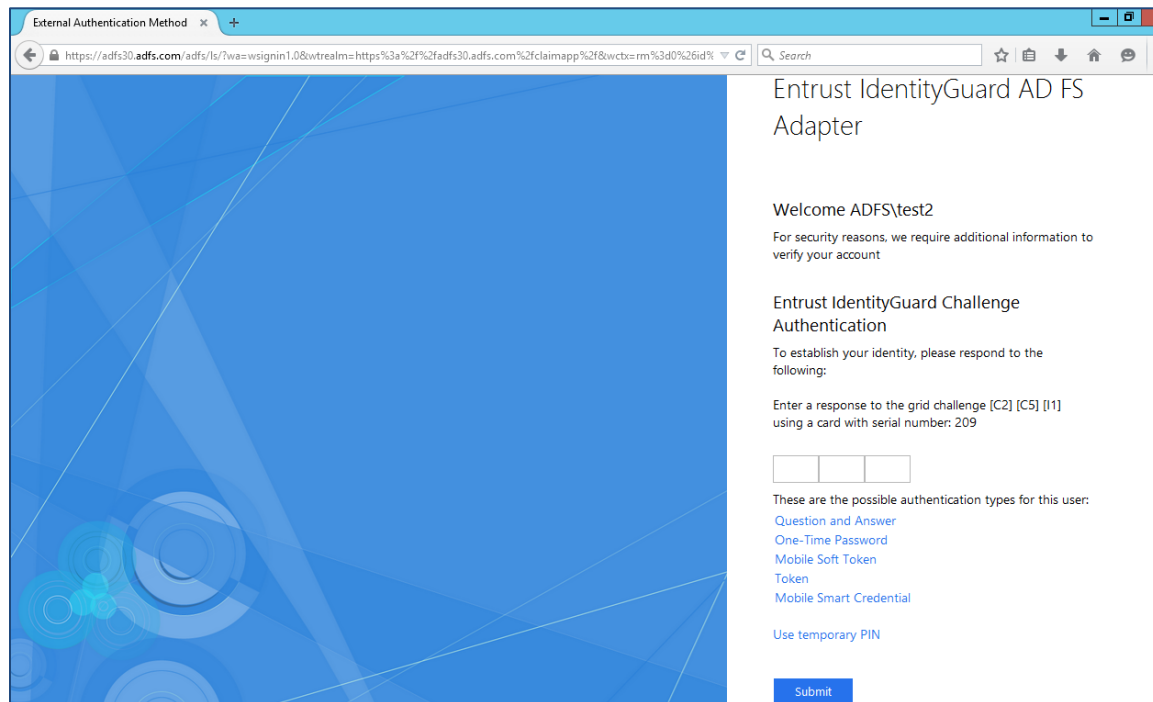 External Authentication Method × +
https://adfs30.adfs.com/adfs/ls/?wa=wsignin1.0&wtrealm=https%3a%2f%2fadfs30.adfs.com%2fclaimapp%2f&wctx=rm%3d0%26id% Search
Entrust IdentityGuard AD FS
Adapter
Welcome ADFS\test2
For security reasons, we require additional information to
verify your account
Entrust IdentityGuard Challenge
Authentication
To establish your identity, please respond to the
following:
Enter a response to the grid challenge [C2] [C5] [I1]
using a card with serial number: 209
These are the possible authentication types for this user:
Question and Answer
One-Time Password
Mobile Soft Token
Token
Mobile Smart Credential
Use temporary PIN
Submit